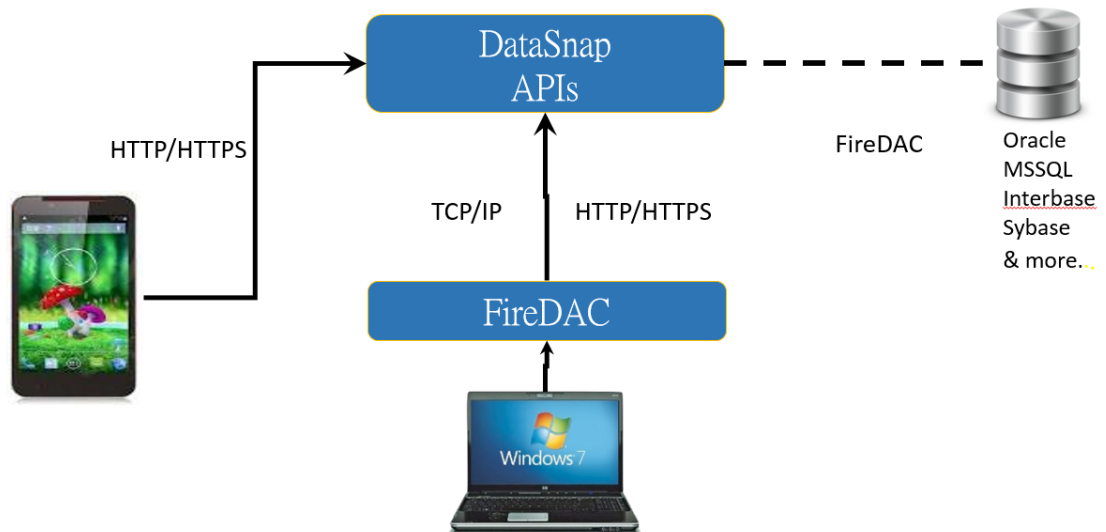 DataSnap
APIs
HTTP/HTTPS
FireDAC
Oracle
MSSQL
Interbase
Sybase
& more..
TCP/IP
HTTP/HTTPS
FireDAC
Windows 7